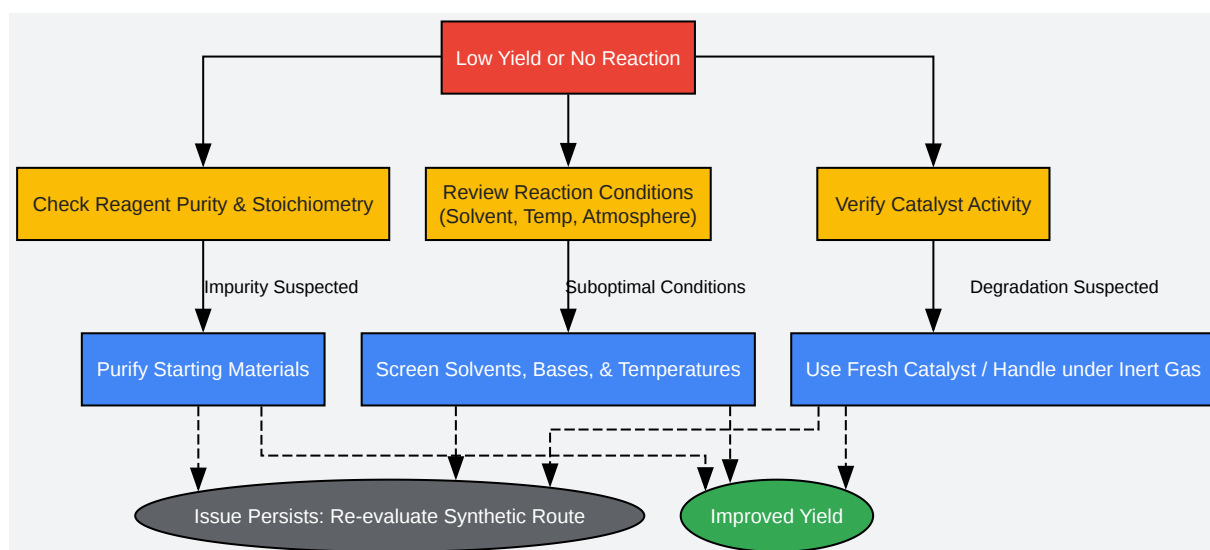 Low Yield or No Reaction
Check Reagent Purity & Stoichiometry
Review Reaction Conditions
(Solvent, Temp, Atmosphere)
Verify Catalyst Activity
Impurity Suspected
Suboptimal Conditions
Degradation Suspected
Purify Starting Materials
Screen Solvents, Bases, & Temperatures
Use Fresh Catalyst / Handle under Inert Gas
Issue Persists: Re-evaluate Synthetic Route
Improved Yield